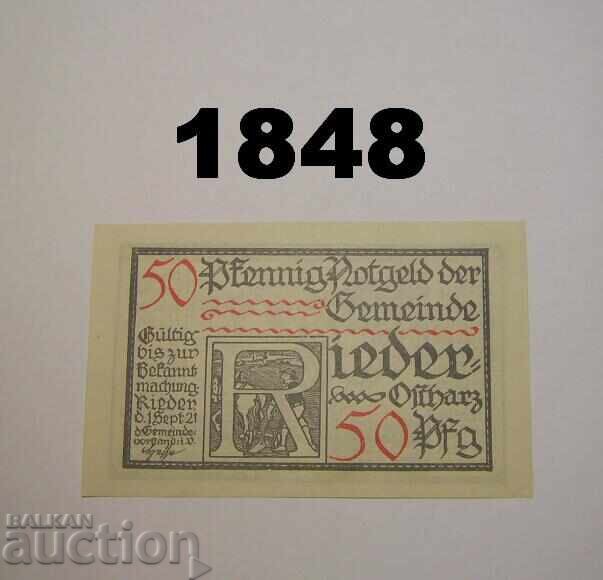 1848
50 Pfennig Notgeld der
Gemeinde
Rieder-
Ostharz
50 Pfg
Gültig
bis zur
Bekannt
machung.
Rieder
d. 1. Sept. 21
d. Gemeinde-
vorstand: i. V.
BALKAN
auction